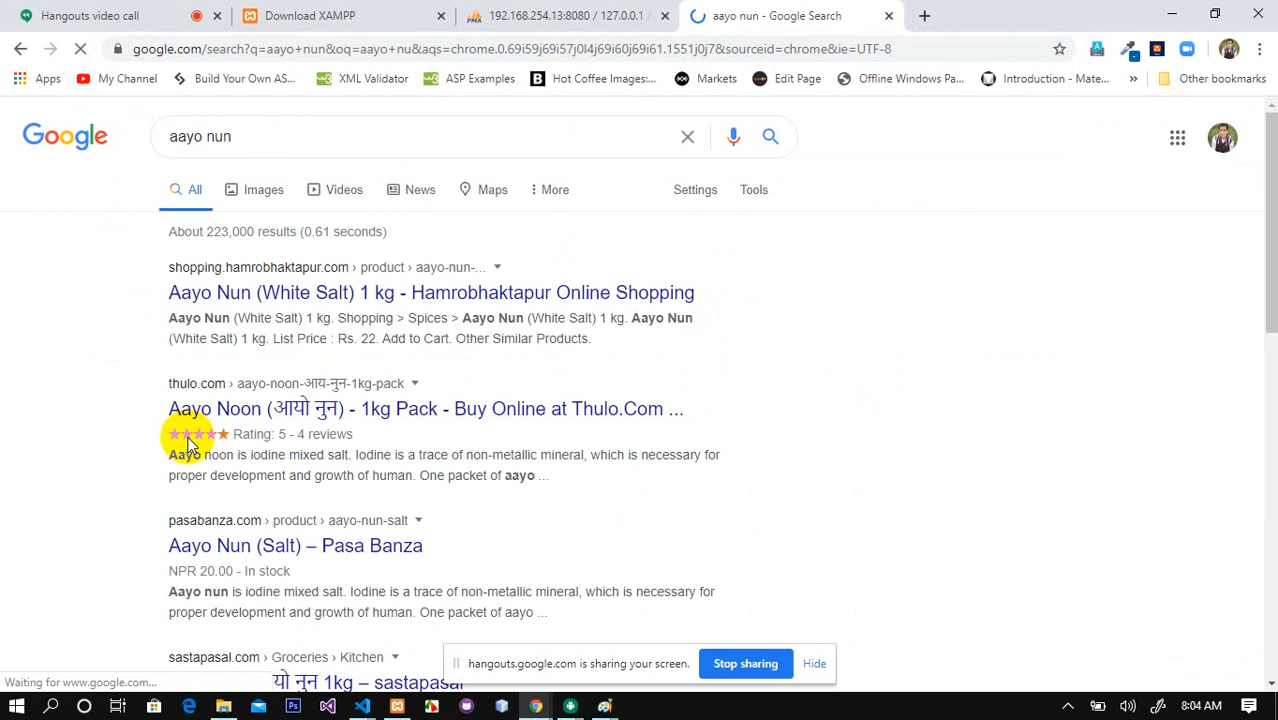 Hangouts video call
Download XAMPP
192.168.254.13:8080 / 127.0.0.1 /
aayo nun - Google Search
google.com/search?q=aayo+nun&oq=aayo+nu&aqs=chrome.0.69i59j69i57j0l4j69i60j69i61.1551j0j7&sourceid=chrome&ie=UTF-8
Apps
My Channel
Build Your Own AS...
XML Validator
ASP Examples
Hot Coffee Images:...
Markets
Edit Page
Offline Windows Pa...
Introduction - Mate...
Other bookmarks
Google
aayo nun
All
Images
Videos
News
Maps
More
Settings
Tools
About 223,000 results (0.61 seconds)
shopping.hamrobhaktapur.com › product › aayo-nun-...
Aayo Nun (White Salt) 1 kg - Hamrobhaktapur Online Shopping
Aayo Nun (White Salt) 1 kg. Shopping > Spices > Aayo Nun (White Salt) 1 kg. Aayo Nun
(White Salt) 1 kg. List Price : Rs. 22. Add to Cart. Other Similar Products.
thulo.com › aayo-noon-आय-नुन-1kg-pack
Aayo Noon (आयो नुन) - 1kg Pack - Buy Online at Thulo.Com ...
Rating: 5 - 4 reviews
Aayo noon is iodine mixed salt. Iodine is a trace of non-metallic mineral, which is necessary for
proper development and growth of human. One packet of aayo ...
pasabanza.com › product › aayo-nun-salt
Aayo Nun (Salt) – Pasa Banza
NPR 20.00 - In stock
Aayo nun is iodine mixed salt. Iodine is a trace of non-metallic mineral, which is necessary for
proper development and growth of human. One packet of aayo ...
sastapasal.com › Groceries › Kitchen
यो नुन 1kg – sastapasal
hangouts.google.com is sharing your screen.
Stop sharing
Hide
Waiting for www.google.com...
8:04 AM